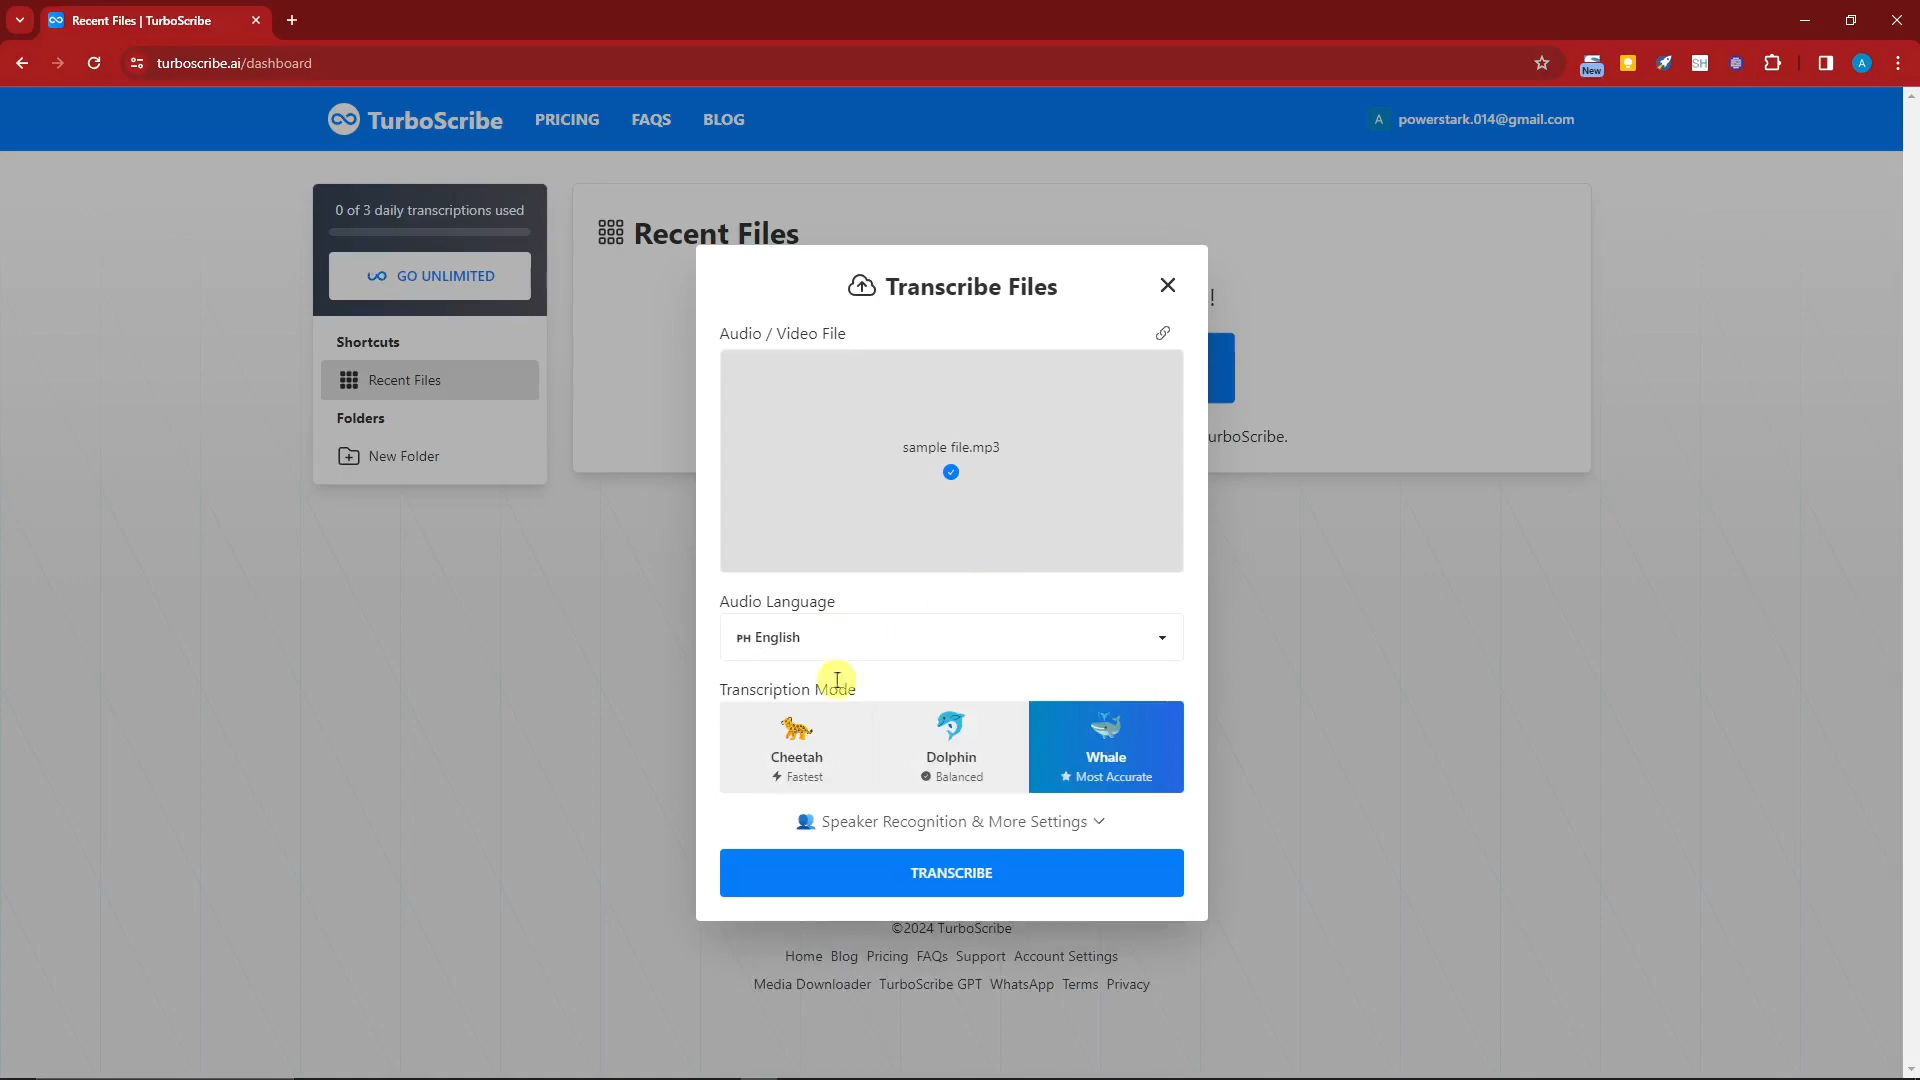 Recent Files | TurboScribe
turboscribe.ai/dashboard
New
SH
A
TurboScribe
PRICING
FAQS
BLOG
A
powerstark.014@gmail.com
0 of 3 daily transcriptions used
GO UNLIMITED
Shortcuts
Recent Files
Folders
New Folder
Recent Files
!
urboScribe.
Transcribe Files
Audio / Video File
sample file.mp3
Audio Language
PH English
Transcription Mode
Cheetah
Fastest
Dolphin
Balanced
Whale
Most Accurate
Speaker Recognition & More Settings
TRANSCRIBE
©2024 TurboScribe
Home Blog Pricing FAQs Support Account Settings
Media Downloader TurboScribe GPT WhatsApp Terms Privacy